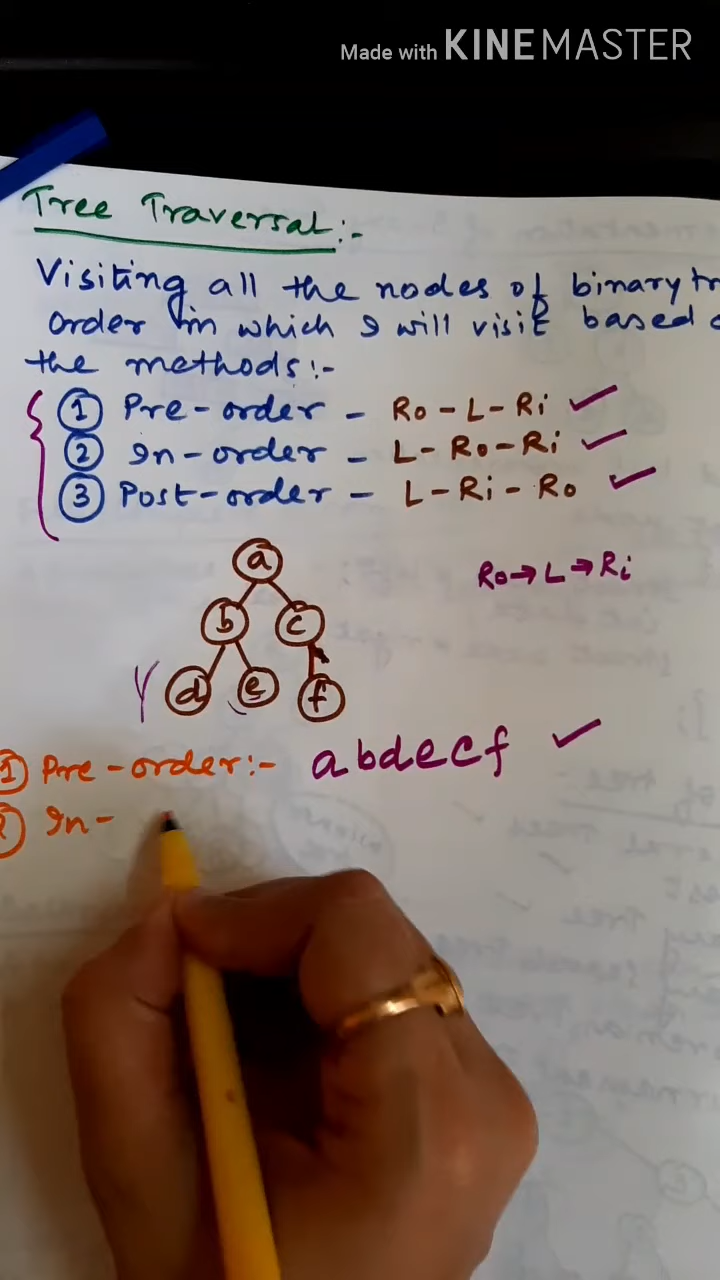 Made with KINEMASTER
Tree Traversal:-
Visiting all the nodes of binary
order in which I will visit based
the methods:-
① Pre-order - Ro-L-Ri ✓
② In-order - L-Ro-Ri ✓
③ Post-order - L-Ri-Ro ✓
a
Ro→L→Ri
b c
d e f
① Pre-order:- abdecf ✓
② In-